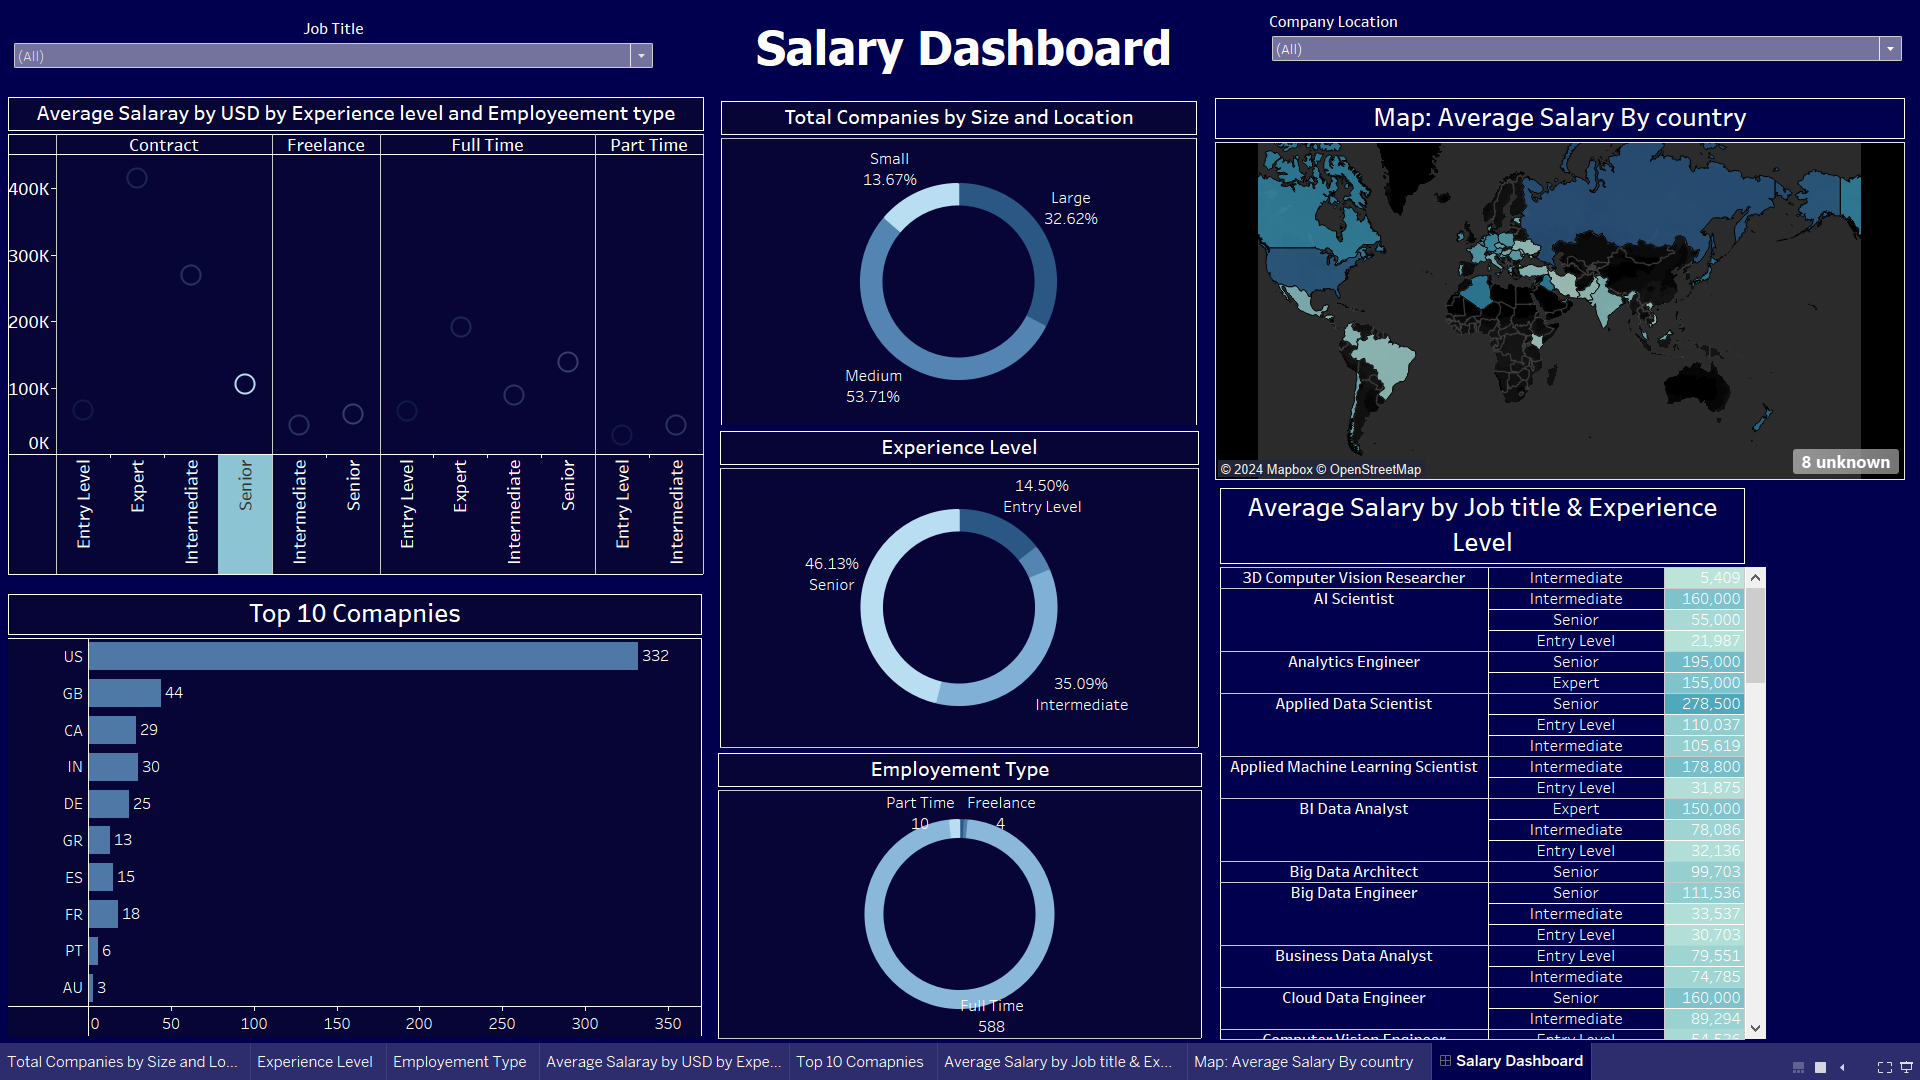 Job Title
(All)
Salary Dashboard
Company Location
(All)
Average Salaray by USD by Experience level and Employeement type
Contract
Freelance
Full Time
Part Time
400K
300K
200K
100K
0K
Entry Level
Expert
Intermediate
Senior
Intermediate
Senior
Entry Level
Expert
Intermediate
Senior
Entry Level
Intermediate
Top 10 Comapnies
US 332
GB 44
CA 29
IN 30
DE 25
GR 13
ES 15
FR 18
PT 6
AU 3
0 50 100 150 200 250 300 350
Total Companies by Size and Location
Small
13.67%
Large
32.62%
Medium
53.71%
Experience Level
14.50%
Entry Level
46.13%
Senior
35.09%
Intermediate
Employement Type
Part Time
10
Freelance
4
Full Time
588
Map: Average Salary By country
© 2024 Mapbox © OpenStreetMap
8 unknown
Average Salary by Job title & Experience
Level
3D Computer Vision Researcher Intermediate 5,409
AI Scientist Intermediate 160,000
Senior 55,000
Entry Level 21,987
Analytics Engineer Senior 195,000
Expert 155,000
Applied Data Scientist Senior 278,500
Entry Level 110,037
Intermediate 105,619
Applied Machine Learning Scientist Intermediate 178,800
Entry Level 31,875
BI Data Analyst Expert 150,000
Intermediate 78,086
Entry Level 32,136
Big Data Architect Senior 99,703
Big Data Engineer Senior 111,536
Intermediate 33,537
Entry Level 30,703
Business Data Analyst Entry Level 79,551
Intermediate 74,785
Cloud Data Engineer Senior 160,000
Intermediate 89,294
Computer Vision Engineer Entry Level
Total Companies by Size and Lo...
Experience Level
Employement Type
Average Salaray by USD by Expe...
Top 10 Comapnies
Average Salary by Job title & Ex...
Map: Average Salary By country
Salary Dashboard